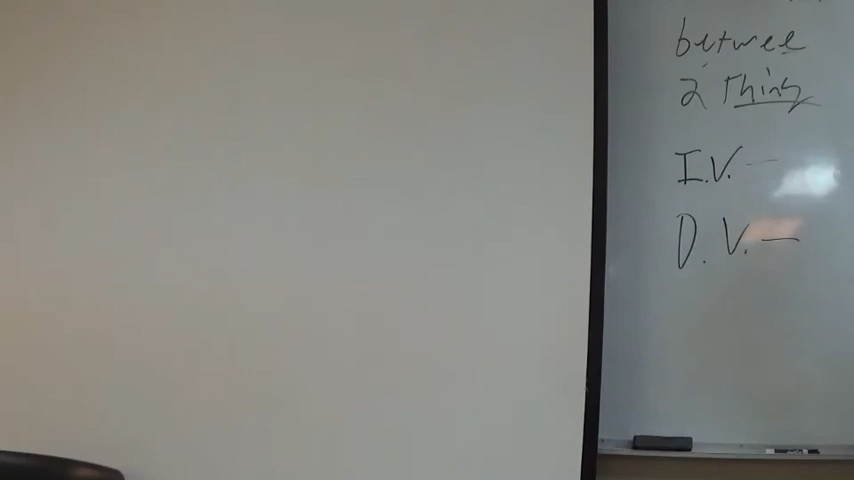 betwee
2 Thing
I.V. —
D.V. —